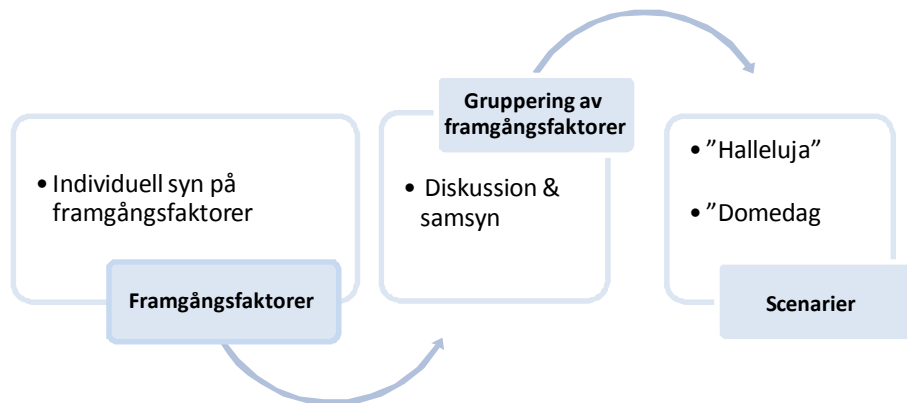 • Individuell syn på
framgångsfaktorer
Framgångsfaktorer
Gruppering av
framgångsfaktorer
• Diskussion &
samsyn
• ”Halleluja”
• ”Domedag
Scenarier